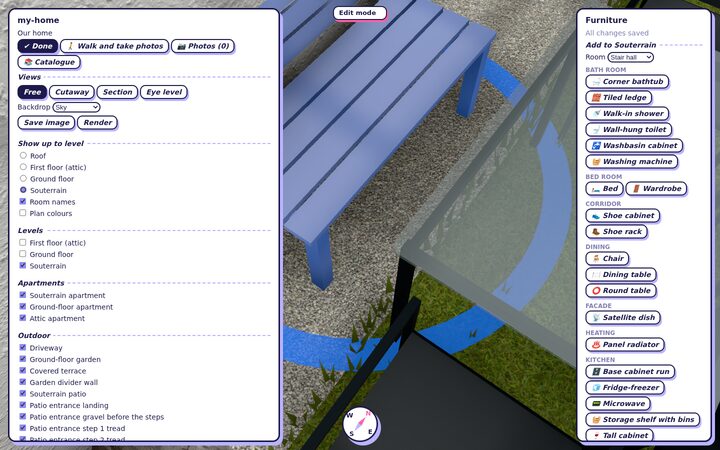 my-home
Our home
✔ Done
🚶 Walk and take photos
📷 Photos (0)
📚 Catalogue
Views
Free
Cutaway
Section
Eye level
Backdrop Sky
Save image
Render
Show up to level
Roof
First floor (attic)
Ground floor
Souterrain
Room names
Plan colours
Levels
First floor (attic)
Ground floor
Souterrain
Apartments
Souterrain apartment
Ground-floor apartment
Attic apartment
Outdoor
Driveway
Ground-floor garden
Covered terrace
Garden divider wall
Souterrain patio
Patio entrance landing
Patio entrance gravel before the steps
Patio entrance step 1 tread
Patio entrance step 2 tread
Edit mode
N
W
E
S
Furniture
All changes saved
Add to Souterrain
Room Stair hall
BATH ROOM
Corner bathtub
Tiled ledge
Walk-in shower
Wall-hung toilet
Washbasin cabinet
Washing machine
BED ROOM
Bed
Wardrobe
CORRIDOR
Shoe cabinet
Shoe rack
DINING
Chair
Dining table
Round table
FACADE
Satellite dish
HEATING
Panel radiator
KITCHEN
Base cabinet run
Fridge-freezer
Microwave
Storage shelf with bins
Tall cabinet